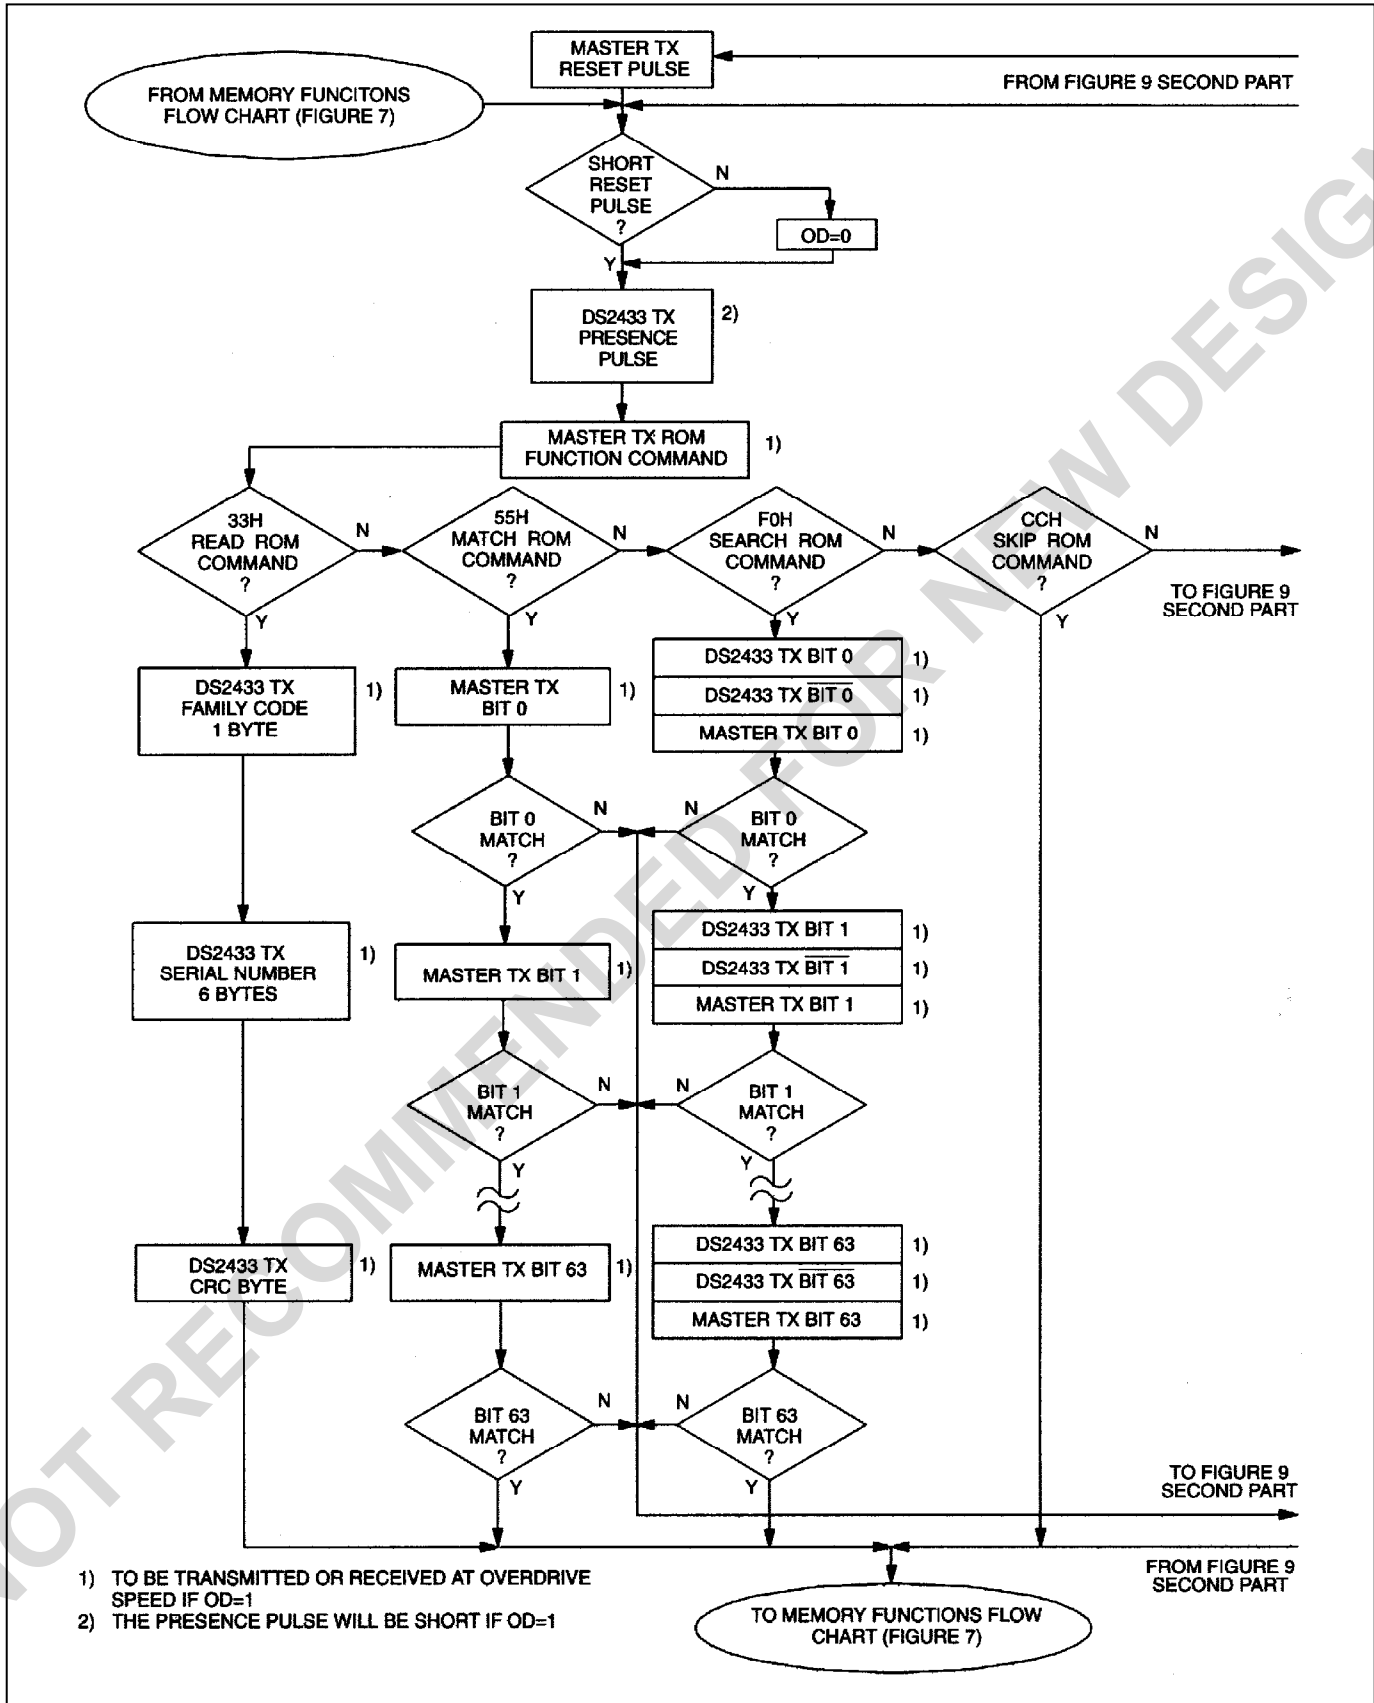 MASTER TX
RESET PULSE
FROM FIGURE 9 SECOND PART
FROM MEMORY FUNCITONS
FLOW CHART (FIGURE 7)
SHORT
RESET
PULSE
?
N
OD=0
Y
DS2433 TX
PRESENCE
PULSE
2)
MASTER TX ROM
FUNCTION COMMAND
1)
33H
READ ROM
COMMAND
?
N
Y
55H
MATCH ROM
COMMAND
?
N
Y
F0H
SEARCH ROM
COMMAND
?
N
Y
CCH
SKIP ROM
COMMAND
?
N
Y
TO FIGURE 9
SECOND PART
DS2433 TX
FAMILY CODE
1 BYTE
1)
MASTER TX
BIT 0
1)
DS2433 TX BIT 0
1)
DS2433 TX BIT 0
1)
MASTER TX BIT 0
1)
BIT 0
MATCH
?
N
Y
N
BIT 0
MATCH
?
Y
DS2433 TX
SERIAL NUMBER
6 BYTES
1)
MASTER TX BIT 1
1)
DS2433 TX BIT 1
1)
DS2433 TX BIT 1
1)
MASTER TX BIT 1
1)
BIT 1
MATCH
?
N
Y
N
BIT 1
MATCH
?
Y
DS2433 TX
CRC BYTE
1)
MASTER TX BIT 63
1)
DS2433 TX BIT 63
1)
DS2433 TX BIT 63
1)
MASTER TX BIT 63
1)
BIT 63
MATCH
?
N
Y
N
BIT 63
MATCH
?
Y
TO FIGURE 9
SECOND PART
FROM FIGURE 9
SECOND PART
1) TO BE TRANSMITTED OR RECEIVED AT OVERDRIVE
SPEED IF OD=1
2) THE PRESENCE PULSE WILL BE SHORT IF OD=1
TO MEMORY FUNCTIONS FLOW
CHART (FIGURE 7)
NOT RECOMMENDED FOR NEW DESIGN